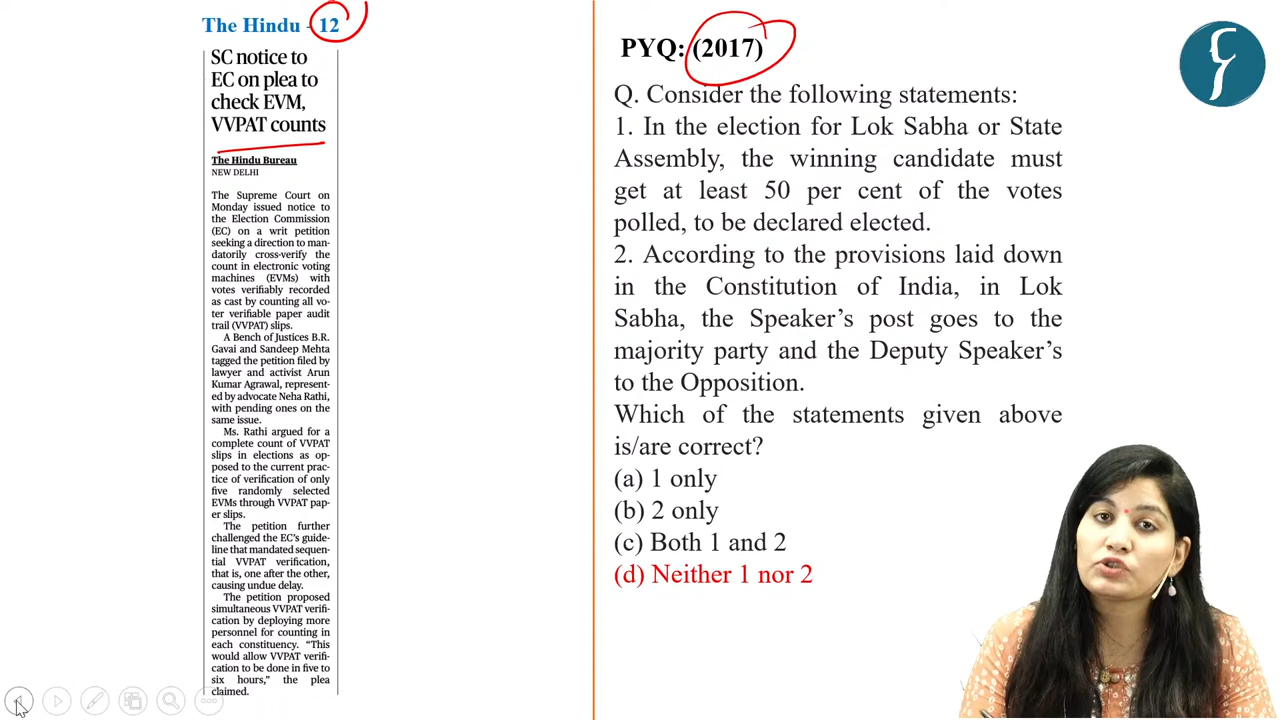 The Hindu - 12
SC notice to
EC on plea to
check EVM,
VVPAT counts
The Hindu Bureau
NEW DELHI
The Supreme Court on
Monday issued notice to
the Election Commission
(EC) on a writ petition
seeking a direction to man-
datorily cross-verify the
count in electronic voting
machines (EVMs) with
votes verifiably recorded
as cast by counting all vo-
ter verifiable paper audit
trail (VVPAT) slips.
A Bench of Justices B.R.
Gavai and Sandeep Mehta
tagged the petition filed by
lawyer and activist Arun
Kumar Agrawal, represent-
ed by advocate Neha Rathi,
with pending ones on the
same issue.
Ms. Rathi argued for a
complete count of VVPAT
slips in elections as op-
posed to the current prac-
tice of verification of only
five randomly selected
EVMs through VVPAT pap-
er slips.
The petition further
challenged the EC's guide-
line that mandated sequen-
tial VVPAT verification,
that is, one after the other,
causing undue delay.
The petition proposed
simultaneous VVPAT verifi-
cation by deploying more
personnel for counting in
each constituency. “This
would allow VVPAT verifi-
cation to be done in five to
six hours,” the plea
claimed.
PYQ: (2017)
Q. Consider the following statements:
1. In the election for Lok Sabha or State
Assembly, the winning candidate must
get at least 50 per cent of the votes
polled, to be declared elected.
2. According to the provisions laid down
in the Constitution of India, in Lok
Sabha, the Speaker’s post goes to the
majority party and the Deputy Speaker’s
to the Opposition.
Which of the statements given above
is/are correct?
(a) 1 only
(b) 2 only
(c) Both 1 and 2
(d) Neither 1 nor 2